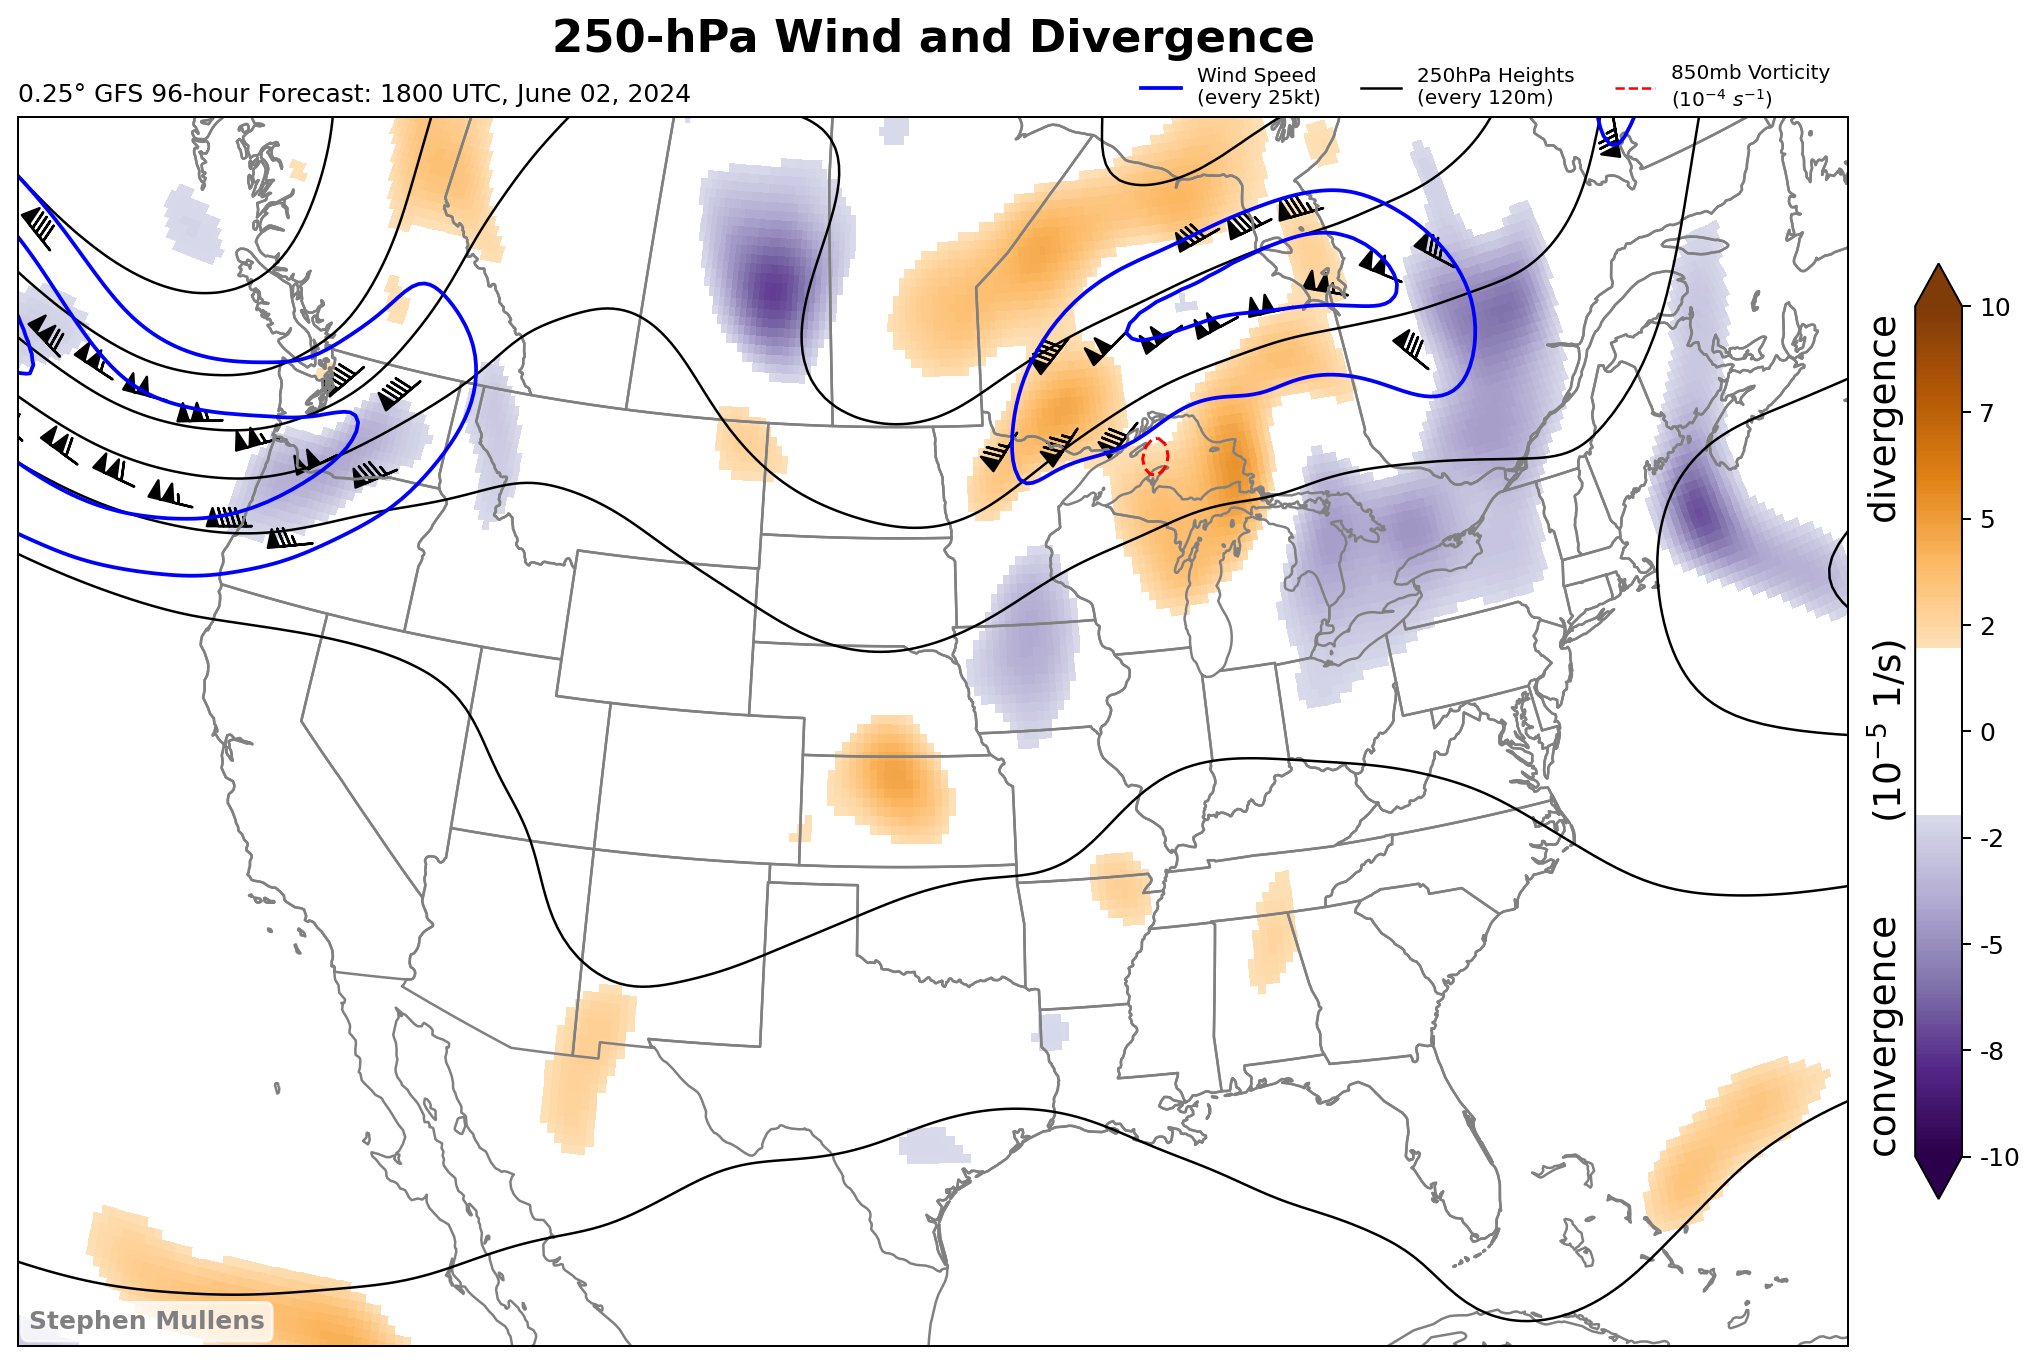 250-hPa Wind and Divergence
0.25° GFS 96-hour Forecast: 1800 UTC, June 02, 2024
Wind Speed
(every 25kt)
250hPa Heights
(every 120m)
850mb Vorticity
(10⁻⁴ s⁻¹)
10
7
5
2
0
-2
-5
-8
-10
convergence (10⁻⁵ 1/s) divergence
Stephen Mullens